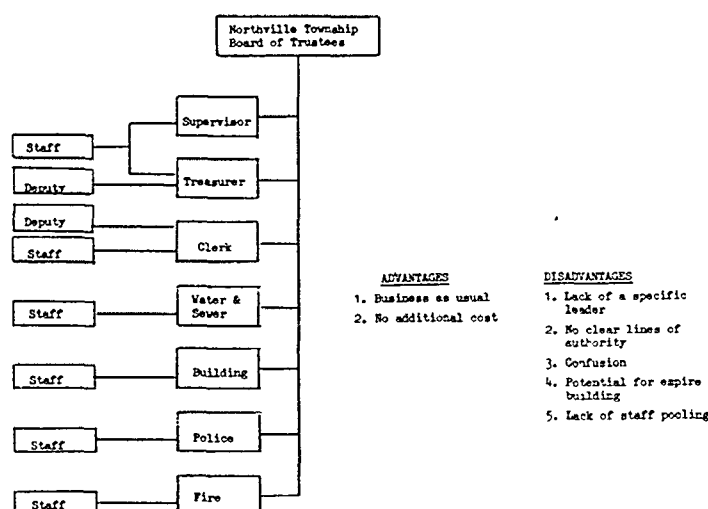 Northville Township
Board of Trustees
Supervisor
Staff
Deputy
Treasurer
Deputy
Staff
Clerk
Staff
Water &
Sewer
Staff
Building
Staff
Police
Staff
Fire
ADVANTAGES
1. Business as usual
2. No additional cost
DISADVANTAGES
1. Lack of a specific
leader
2. No clear lines of
authority
3. Confusion
4. Potential for expire
building
5. Lack of staff pooling